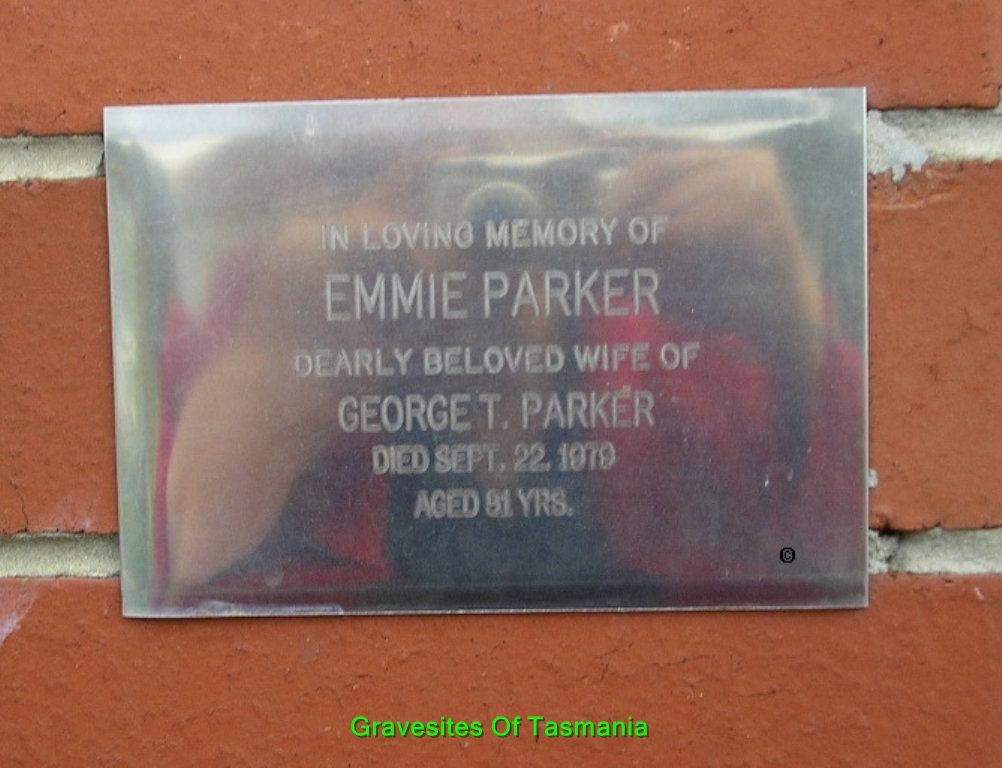 IN LOVING MEMORY OF
EMMIE PARKER
DEARLY BELOVED WIFE OF
GEORGE T. PARKER
DIED SEPT. 22. 1979
AGED 91 YRS.
©
Gravesites Of Tasmania